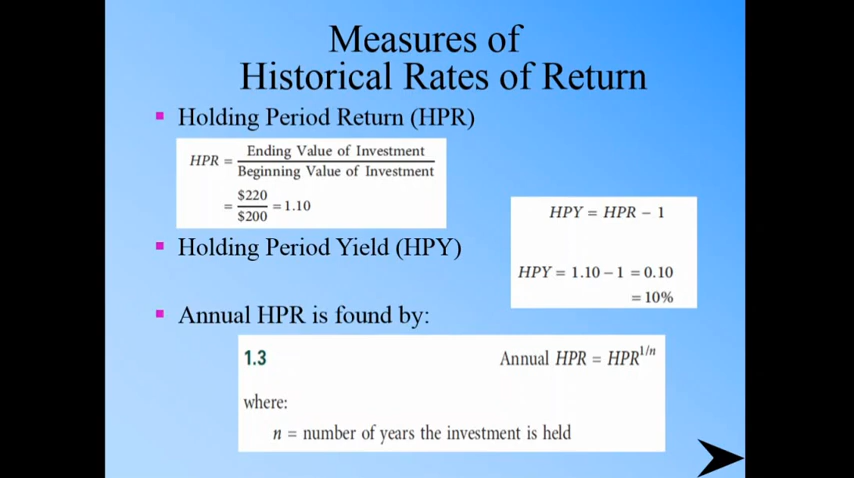 Measures of
Historical Rates of Return
▪ Holding Period Return (HPR)
HPR = Ending Value of Investment / Beginning Value of Investment
= $220 / $200 = 1.10
▪ Holding Period Yield (HPY)
HPY = HPR − 1
HPY = 1.10 − 1 = 0.10
= 10%
▪ Annual HPR is found by:
1.3 Annual HPR = HPR^1/n
where:
n = number of years the investment is held